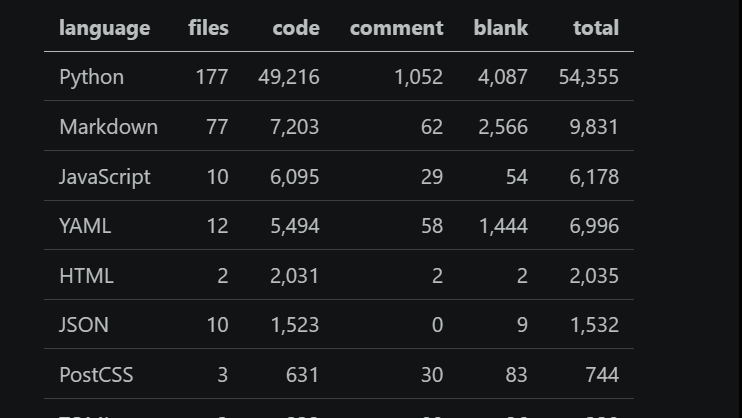 language files code comment blank total
Python 177 49,216 1,052 4,087 54,355
Markdown 77 7,203 62 2,566 9,831
JavaScript 10 6,095 29 54 6,178
YAML 12 5,494 58 1,444 6,996
HTML 2 2,031 2 2 2,035
JSON 10 1,523 0 9 1,532
PostCSS 3 631 30 83 744